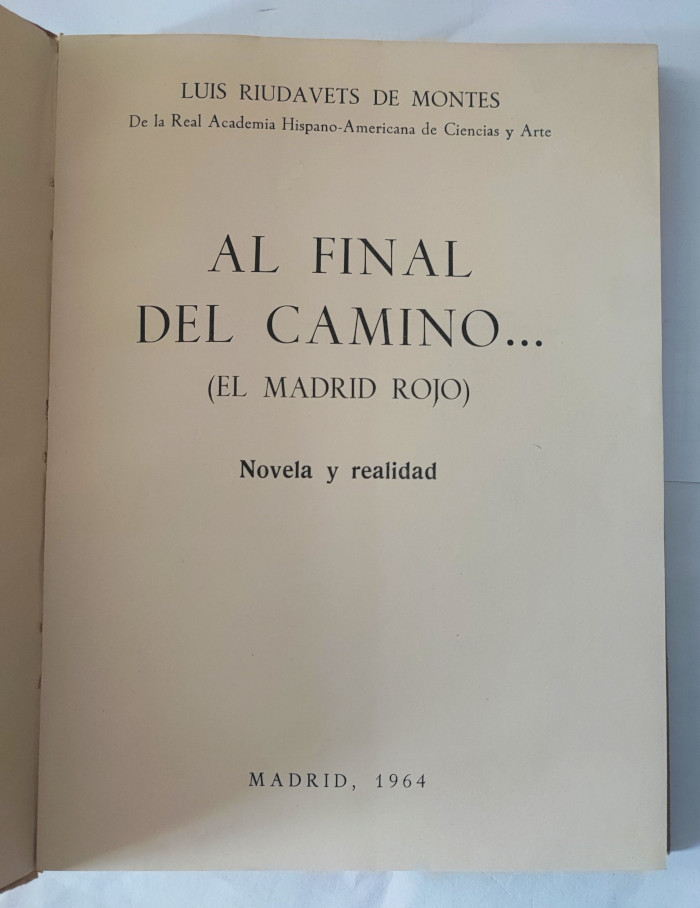 LUIS RIUDAVETS DE MONTES
De la Real Academia Hispano-Americana de Ciencias y Arte
AL FINAL
DEL CAMINO...
(EL MADRID ROJO)
Novela y realidad
MADRID, 1964